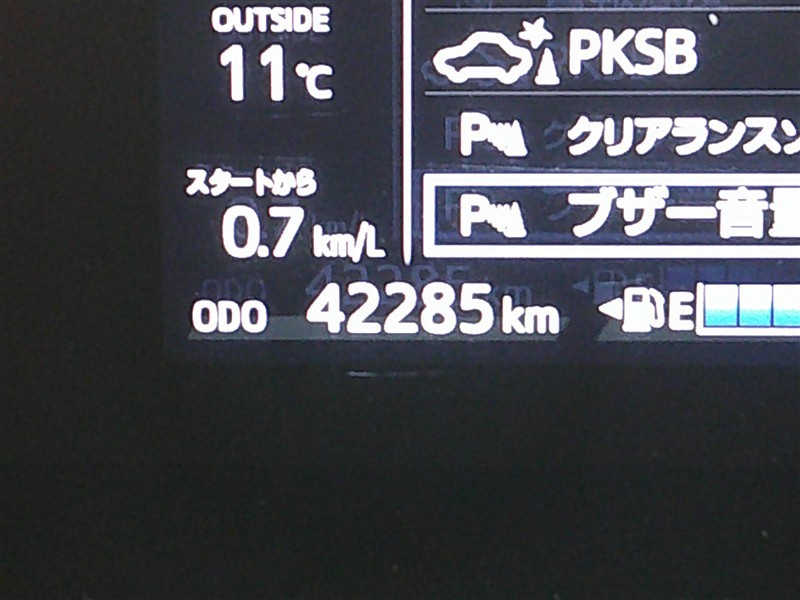 OUTSIDE
11℃
スタートから
0.7 km/L
ODO 42285 km
PKSB
P クリアランスソ
P ブザー音量
E